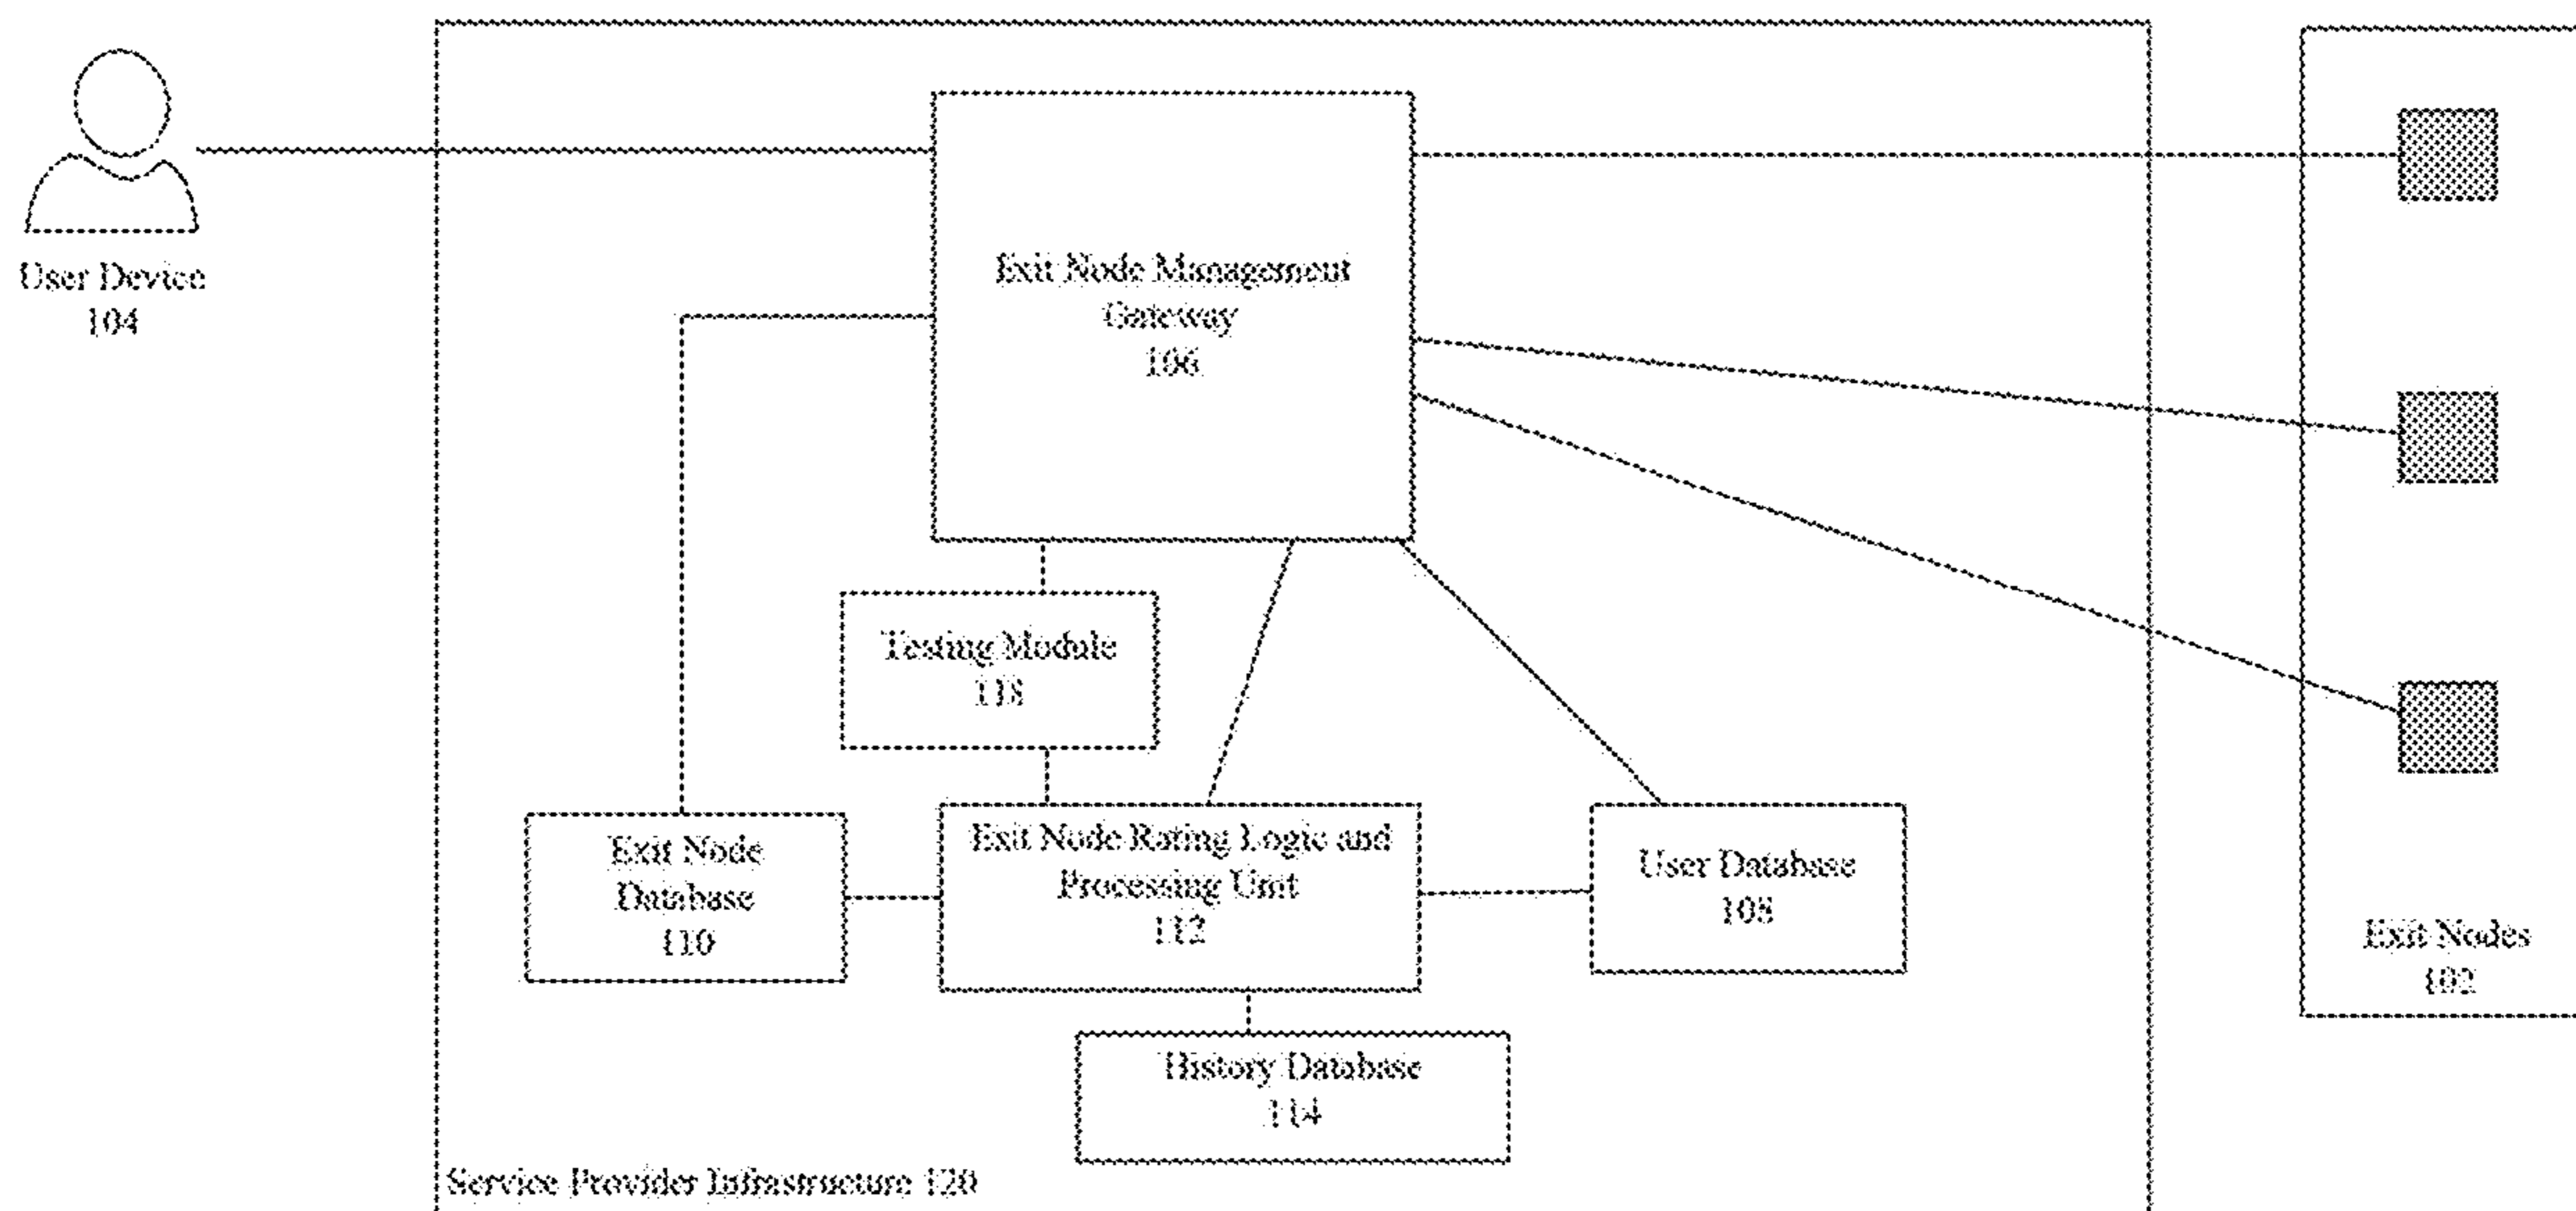 User Device
104
Exit Node Management
Gateway
106
Testing Module
118
Exit Node
Database
110
Exit Node Rating Logic and
Processing Unit
112
User Database
108
Exit Nodes
102
History Database
114
Service Provider Infrastructure 120